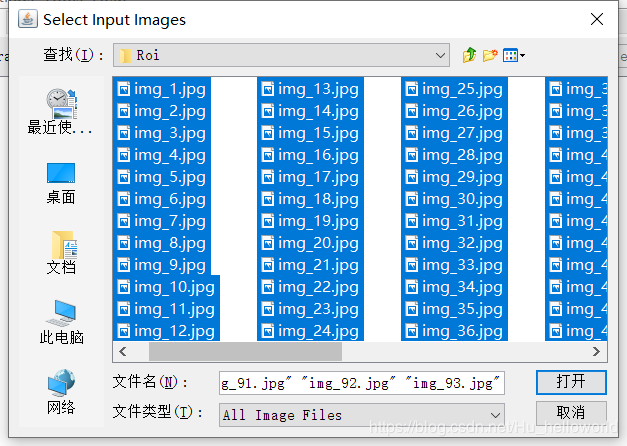 Select Input Images
查找(I)：
Roi
最近使...
桌面
文档
此电脑
网络
img_1.jpg
img_2.jpg
img_3.jpg
img_4.jpg
img_5.jpg
img_6.jpg
img_7.jpg
img_8.jpg
img_9.jpg
img_10.jpg
img_11.jpg
img_12.jpg
img_13.jpg
img_14.jpg
img_15.jpg
img_16.jpg
img_17.jpg
img_18.jpg
img_19.jpg
img_20.jpg
img_21.jpg
img_22.jpg
img_23.jpg
img_24.jpg
img_25.jpg
img_26.jpg
img_27.jpg
img_28.jpg
img_29.jpg
img_30.jpg
img_31.jpg
img_32.jpg
img_33.jpg
img_34.jpg
img_35.jpg
img_36.jpg
img_3
img_3
img_3
img_4
img_4
img_4
img_4
img_4
img_4
img_4
img_4
img_4
文件名(N)：
g_91.jpg" "img_92.jpg" "img_93.jpg"
打开
文件类型(T)：
All Image Files
取消
https://blog.csdn.net/Hu_helloworld